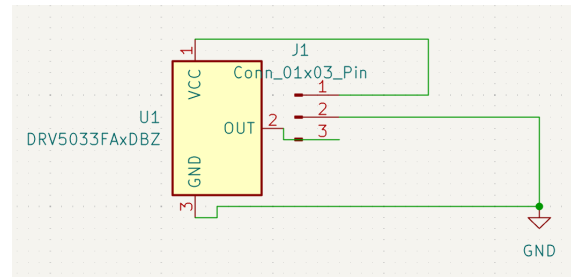 1
J1
Conn_01x03_Pin
VCC
1
2
U1
OUT
2
3
DRV5033FAxDBZ
GND
3
GND